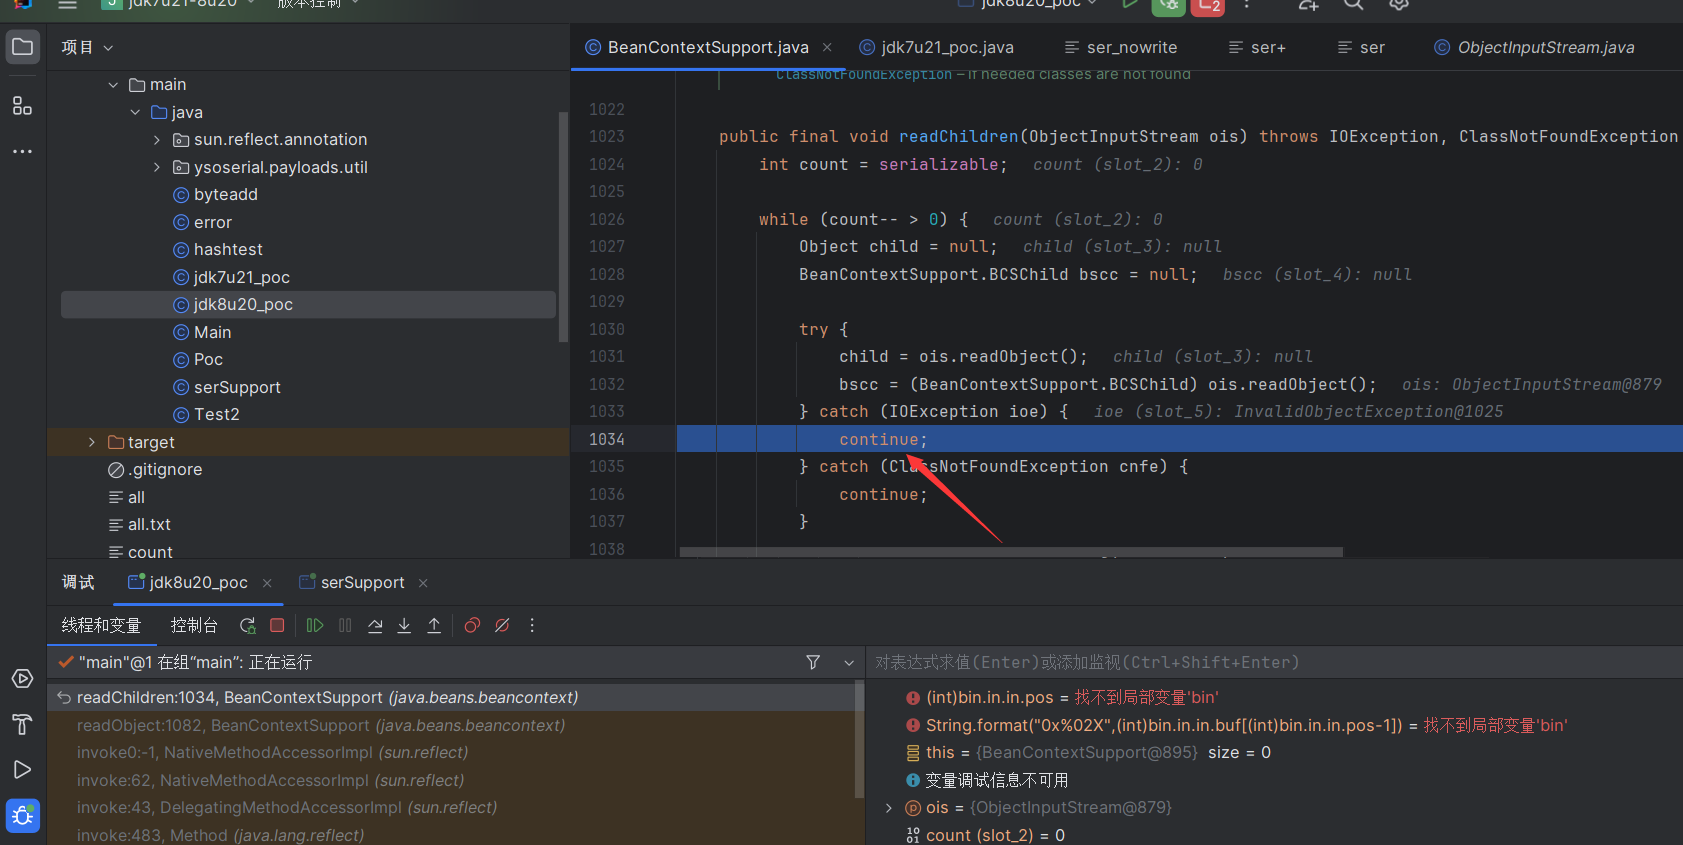 jdk7u21-8u20
版本控制
jdk8u20_poc
2
项目
BeanContextSupport.java
jdk7u21_poc.java
ser_nowrite
ser+
ser
ObjectInputStream.java
main
java
sun.reflect.annotation
ysoserial.payloads.util
byteadd
error
hashtest
jdk7u21_poc
jdk8u20_poc
Main
Poc
serSupport
Test2
target
.gitignore
all
all.txt
count
ClassNotFoundException – if needed classes are not found
1022
1023 public final void readChildren(ObjectInputStream ois) throws IOException, ClassNotFoundException
1024 int count = serializable; count (slot_2): 0
1025
1026 while (count-- > 0) { count (slot_2): 0
1027 Object child = null; child (slot_3): null
1028 BeanContextSupport.BCSChild bscc = null; bscc (slot_4): null
1029
1030 try {
1031 child = ois.readObject(); child (slot_3): null
1032 bscc = (BeanContextSupport.BCSChild) ois.readObject(); ois: ObjectInputStream@879
1033 } catch (IOException ioe) { ioe (slot_5): InvalidObjectException@1025
1034 continue;
1035 } catch (ClassNotFoundException cnfe) {
1036 continue;
1037 }
1038
调试
jdk8u20_poc
serSupport
线程和变量
控制台
"main"@1 在组“main”: 正在运行
readChildren:1034, BeanContextSupport (java.beans.beancontext)
readObject:1082, BeanContextSupport (java.beans.beancontext)
invoke0:-1, NativeMethodAccessorImpl (sun.reflect)
invoke:62, NativeMethodAccessorImpl (sun.reflect)
invoke:43, DelegatingMethodAccessorImpl (sun.reflect)
invoke:483, Method (java.lang.reflect)
对表达式求值(Enter)或添加监视(Ctrl+Shift+Enter)
(int)bin.in.in.pos = 找不到局部变量'bin'
String.format("0x%02X",(int)bin.in.in.buf[(int)bin.in.in.pos-1]) = 找不到局部变量'bin'
this = {BeanContextSupport@895} size = 0
变量调试信息不可用
ois = {ObjectInputStream@879}
count (slot_2) = 0